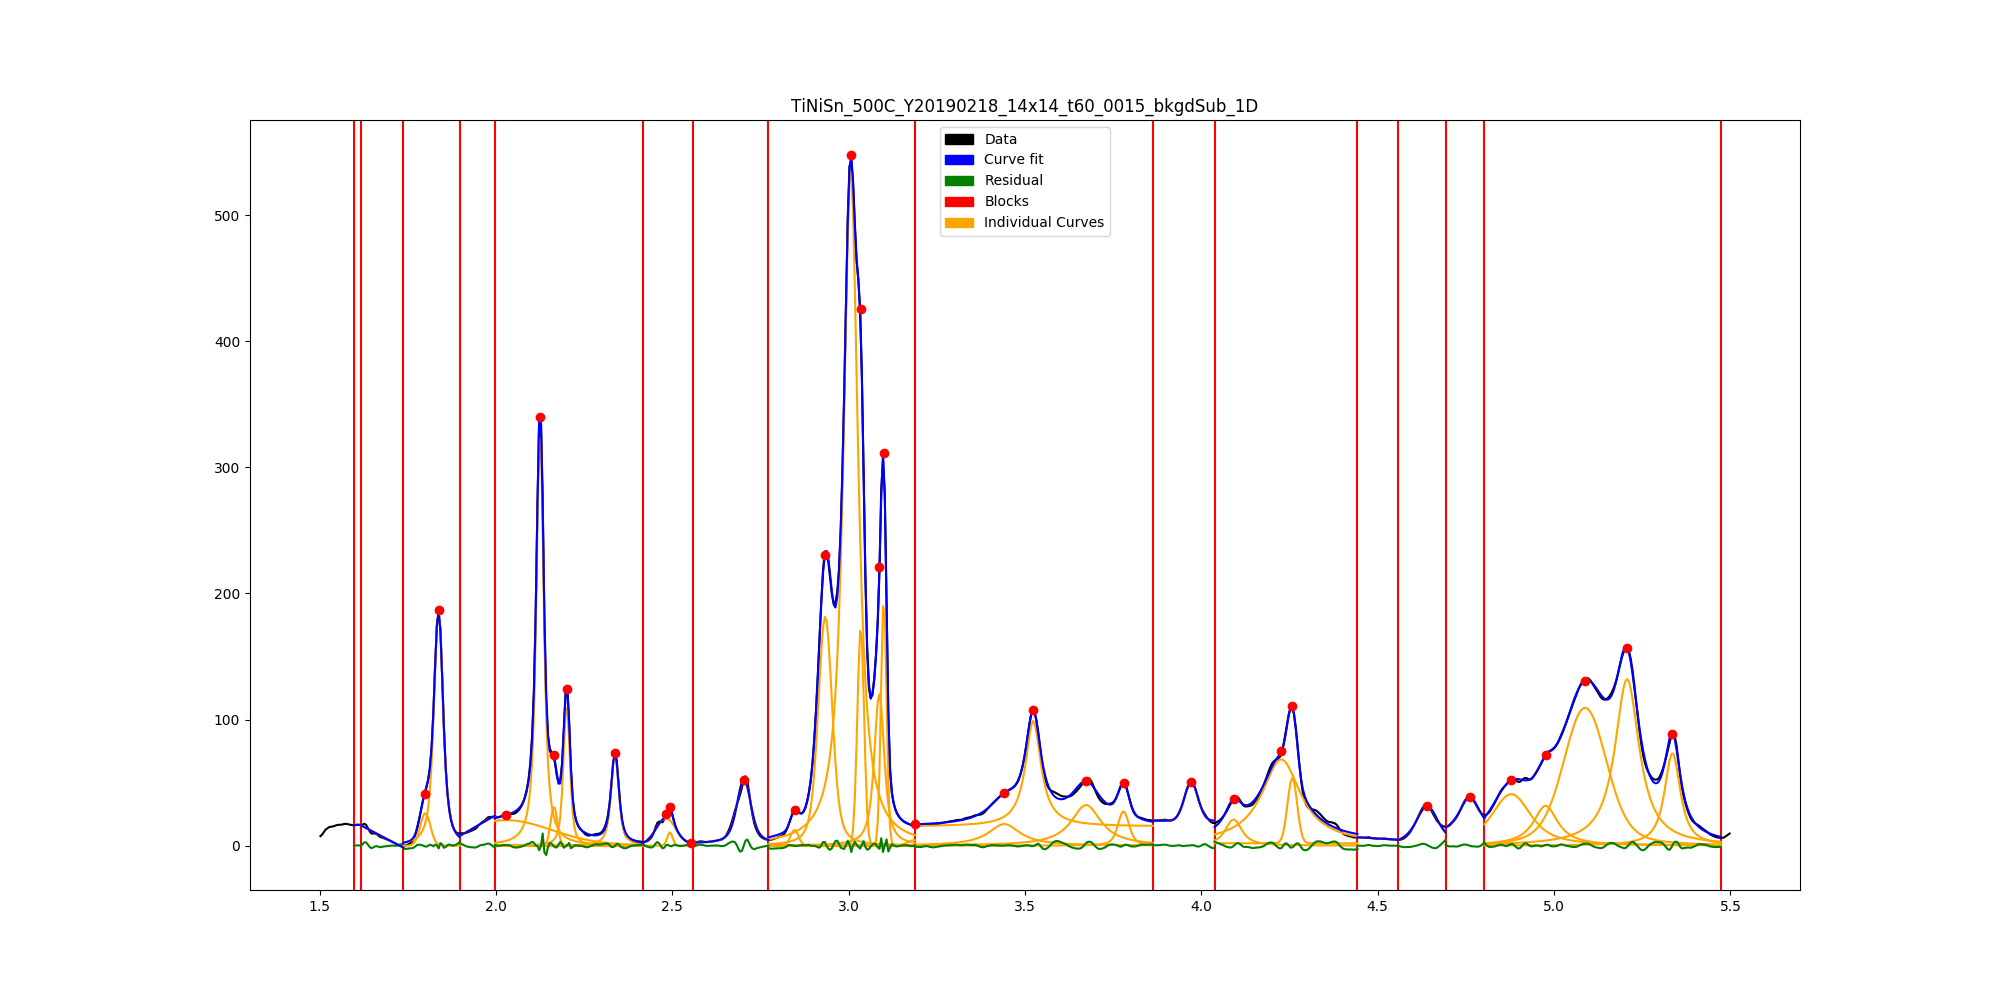 TiNiSn_500C_Y20190218_14x14_t60_0015_bkgdSub_1D
Data
Curve fit
Residual
Blocks
Individual Curves
500
400
300
200
100
0
1.5 2.0 2.5 3.0 3.5 4.0 4.5 5.0 5.5